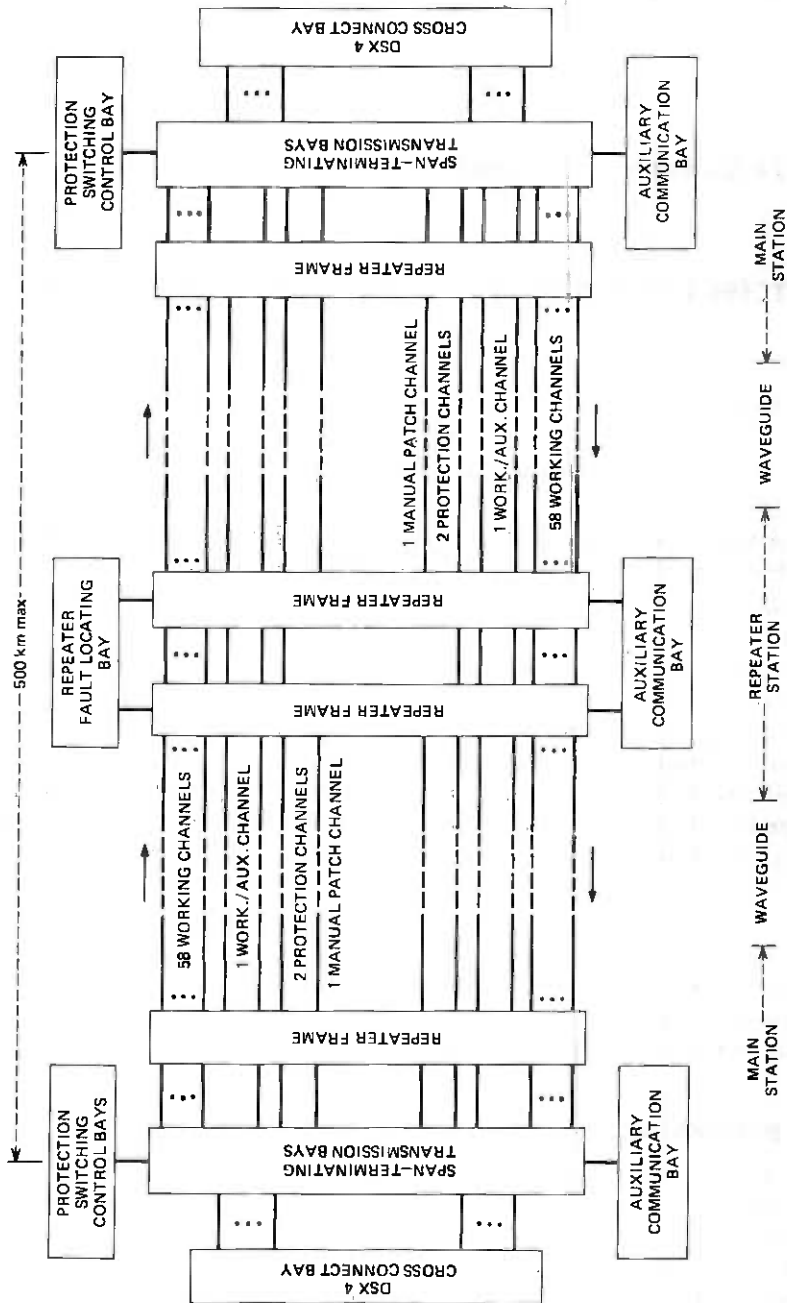 500 km max
PROTECTION
SWITCHING
CONTROL BAYS
REPEATER
FAULT LOCATING
BAY
PROTECTION
SWITCHING
CONTROL BAY
DSX 4
CROSS CONNECT BAY
SPAN-TERMINATING
TRANSMISSION BAYS
REPEATER FRAME
58 WORKING CHANNELS
1 WORK./AUX. CHANNEL
2 PROTECTION CHANNELS
1 MANUAL PATCH CHANNEL
REPEATER FRAME
REPEATER FRAME
1 MANUAL PATCH CHANNEL
2 PROTECTION CHANNELS
1 WORK./AUX. CHANNEL
58 WORKING CHANNELS
REPEATER FRAME
SPAN-TERMINATING
TRANSMISSION BAYS
DSX 4
CROSS CONNECT BAY
AUXILIARY
COMMUNICATION
BAY
AUXILIARY
COMMUNICATION
BAY
AUXILIARY
COMMUNICATION
BAY
MAIN
STATION
WAVEGUIDE
REPEATER
STATION
WAVEGUIDE
MAIN
STATION